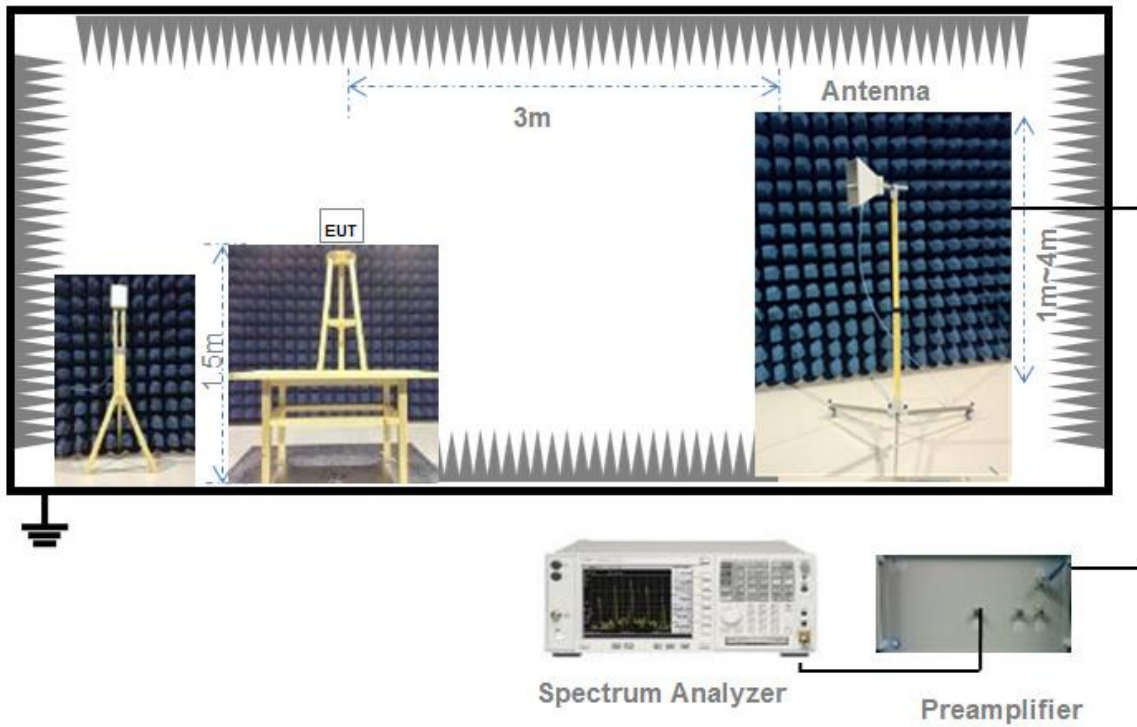 Antenna
3m
EUT
1.5m
1m~4m
Spectrum Analyzer
Preamplifier